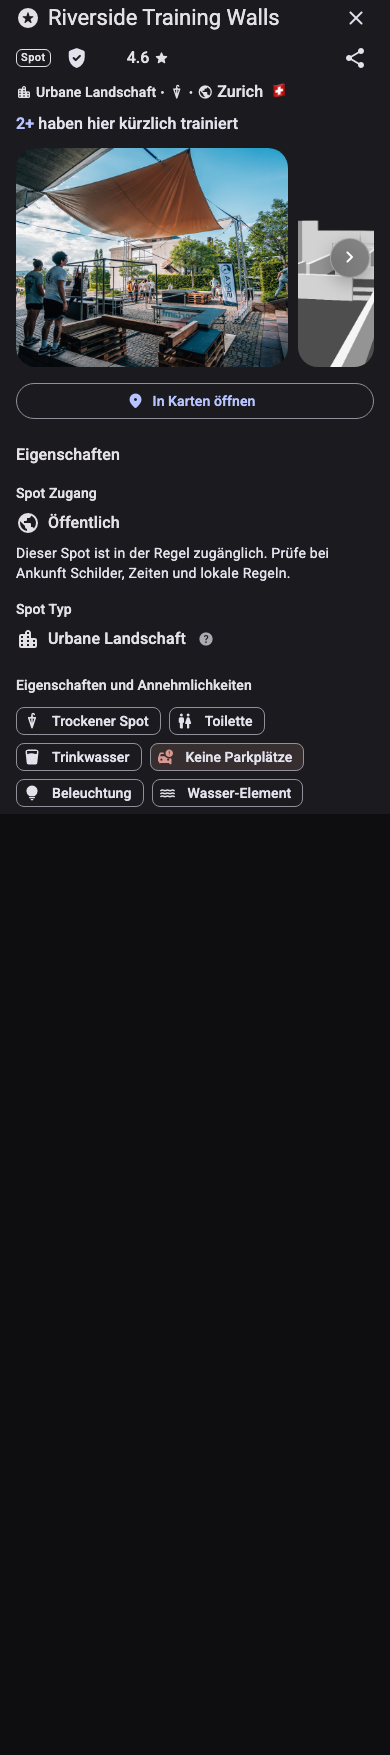 Riverside Training Walls
Spot 4.6
Urbane Landschaft · · Zurich
2+ haben hier kürzlich trainiert
In Karten öffnen
Eigenschaften
Spot Zugang
Öffentlich
Dieser Spot ist in der Regel zugänglich. Prüfe bei
Ankunft Schilder, Zeiten und lokale Regeln.
Spot Typ
Urbane Landschaft ?
Eigenschaften und Annehmlichkeiten
Trockener Spot Toilette
Trinkwasser Keine Parkplätze
Beleuchtung Wasser-Element